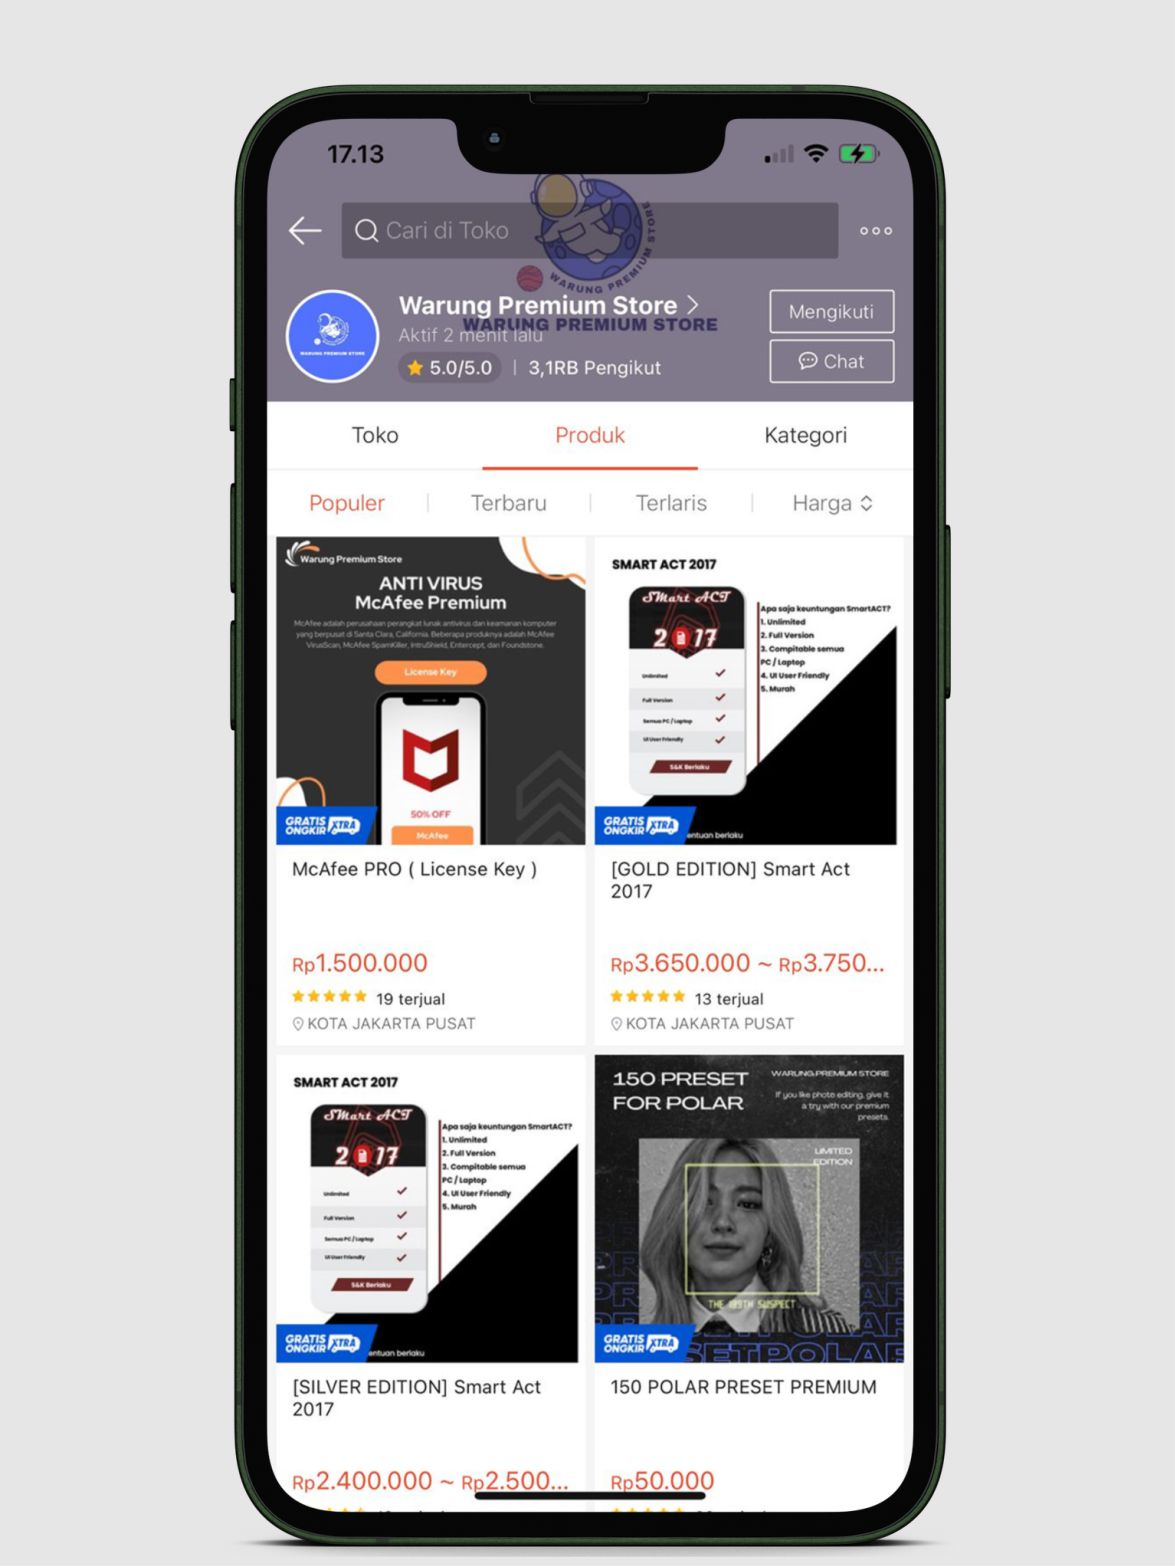 17.13
Cari di Toko
WARUNG PREMIUM STORE
Warung Premium Store
WARUNG PREMIUM STORE
Aktif 2 menit lalu
WARUNG PREMIUM STORE
5.0/5.0 | 3,1RB Pengikut
Mengikuti
Chat
Toko
Produk
Kategori
Populer
Terbaru
Terlaris
Harga
Warung Premium Store
ANTI VIRUS
McAfee Premium
McAfee adalah perusahaan perangkat lunak antivirus dan keamanan komputer
yang berpusat di Santa Clara, California. Beberapa produknya adalah McAfee
VirusScan, McAfee SpamKiller, IntruShield, Entercept, dan Foundstone.
License Key
50% OFF
McAfee
GRATIS
ONGKIR XTRA
McAfee PRO ( License Key )
Rp1.500.000
19 terjual
KOTA JAKARTA PUSAT
SMART ACT 2017
SMart ACT
2017
Unlimited
Full Version
Semua PC / Laptop
UI User Friendly
S&K Berlaku
Apa saja keuntungan SmartACT?
1. Unlimited
2. Full Version
3. Compitable semua
PC / Laptop
4. UI User Friendly
5. Murah
GRATIS
ONGKIR XTRA
entuan berlaku
[GOLD EDITION] Smart Act
2017
Rp3.650.000 ~ Rp3.750...
13 terjual
KOTA JAKARTA PUSAT
SMART ACT 2017
SMart ACT
2017
Unlimited
Full Version
Semua PC / Laptop
UI User Friendly
S&K Berlaku
Apa saja keuntungan SmartACT?
1. Unlimited
2. Full Version
3. Compitable semua
PC / Laptop
4. UI User Friendly
5. Murah
GRATIS
ONGKIR XTRA
entuan berlaku
[SILVER EDITION] Smart Act
2017
Rp2.400.000 ~ Rp2.500...
150 PRESET
FOR POLAR
WARUNG PREMIUM STORE
If you like photo editing, give it
a try with our premium
presets.
LIMITED
EDITION
THE 199TH SUSPECT
SETPOLAR
GRATIS
ONGKIR XTRA
150 POLAR PRESET PREMIUM
Rp50.000